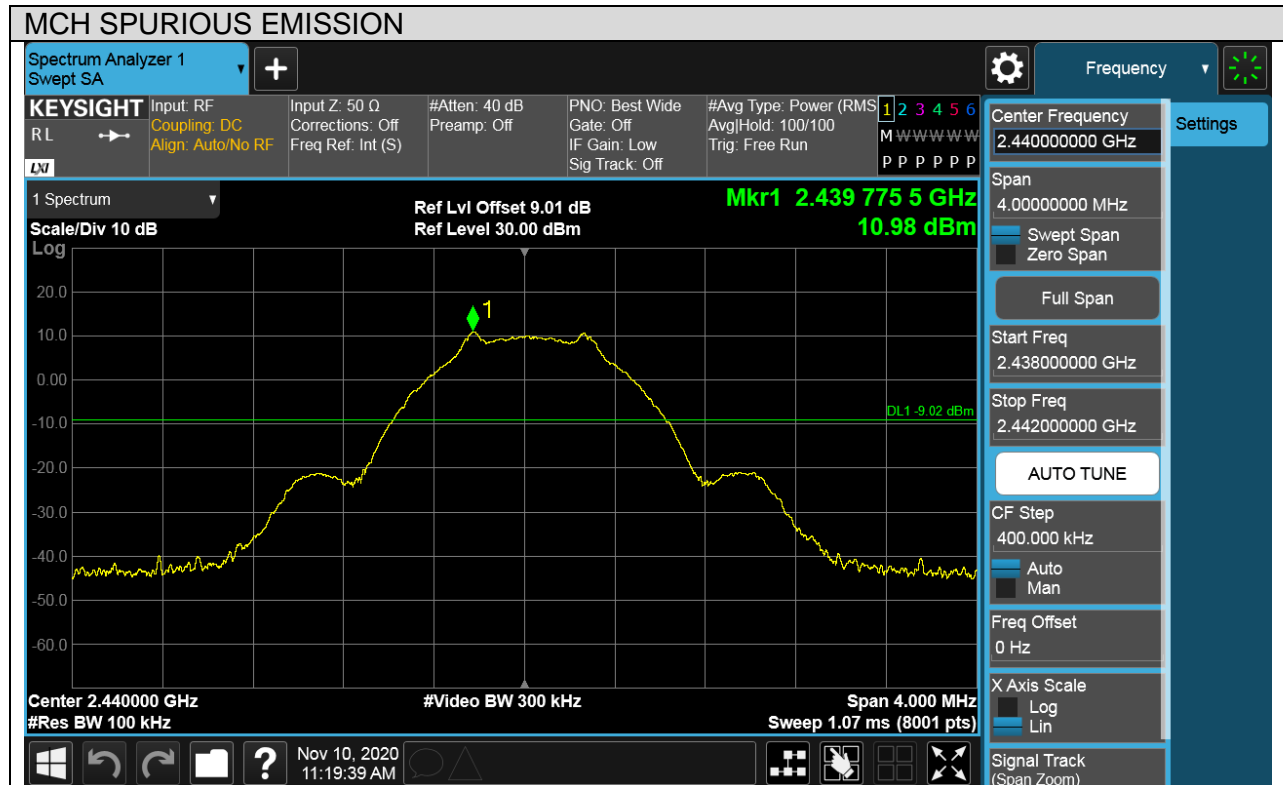 MCH SPURIOUS EMISSION
Spectrum Analyzer 1
Swept SA
Frequency
KEYSIGHT
RL
LXI
Input: RF
Coupling: DC
Align: Auto/No RF
Input Z: 50 Ω
Corrections: Off
Freq Ref: Int (S)
#Atten: 40 dB
Preamp: Off
PNO: Best Wide
Gate: Off
IF Gain: Low
Sig Track: Off
#Avg Type: Power (RMS
Avg|Hold: 100/100
Trig: Free Run
1 2 3 4 5 6
M W W W W W
P P P P P P
1 Spectrum
Scale/Div 10 dB
Log
Ref Lvl Offset 9.01 dB
Ref Level 30.00 dBm
Mkr1 2.439 775 5 GHz
10.98 dBm
20.0
10.0
0.00
-10.0
-20.0
-30.0
-40.0
-50.0
-60.0
1
DL1 -9.02 dBm
Center 2.440000 GHz
#Res BW 100 kHz
#Video BW 300 kHz
Span 4.000 MHz
Sweep 1.07 ms (8001 pts)
Nov 10, 2020
11:19:39 AM
Center Frequency
2.440000000 GHz
Settings
Span
4.00000000 MHz
Swept Span
Zero Span
Full Span
Start Freq
2.438000000 GHz
Stop Freq
2.442000000 GHz
AUTO TUNE
CF Step
400.000 kHz
Auto
Man
Freq Offset
0 Hz
X Axis Scale
Log
Lin
Signal Track
(Span Zoom)